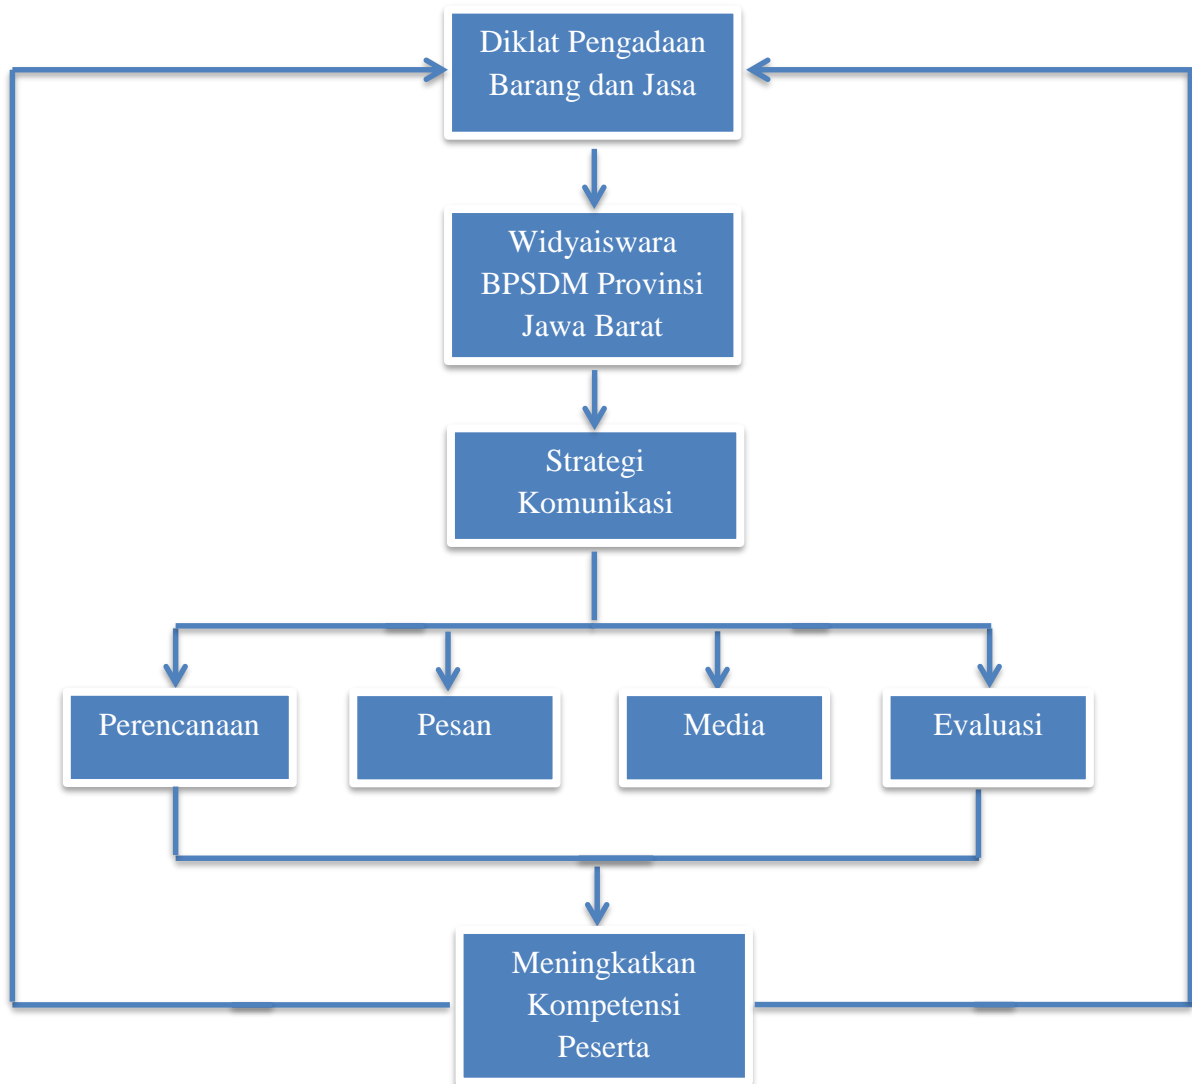 Diklat Pengadaan
Barang dan Jasa
Widyaiswara
BPSDM Provinsi
Jawa Barat
Strategi
Komunikasi
Perencanaan
Pesan
Media
Evaluasi
Meningkatkan
Kompetensi
Peserta